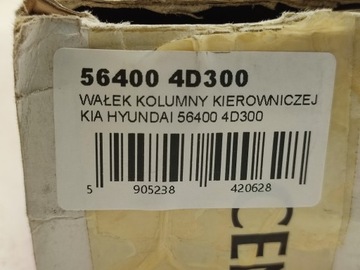 56400 4D300
WAŁEK KOLUMNY KIEROWNICZEJ
KIA HYUNDAI 56400 4D300
5 905238 420628